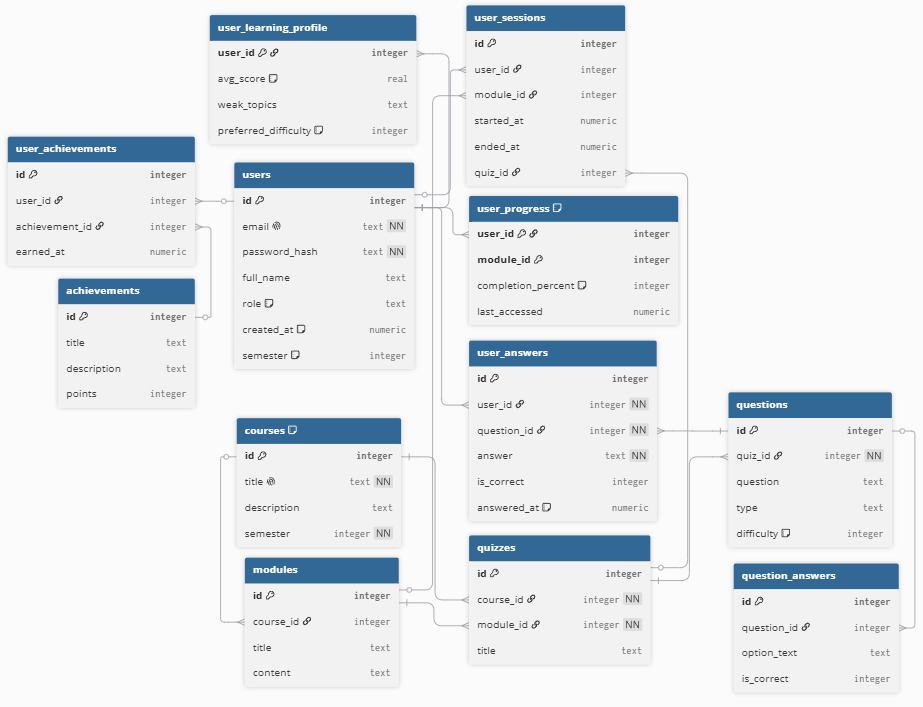 user_learning_profile
user_id integer
avg_score real
weak_topics text
preferred_difficulty integer
user_sessions
id integer
user_id integer
module_id integer
started_at numeric
ended_at numeric
quiz_id integer
user_achievements
id integer
user_id integer
achievement_id integer
earned_at numeric
users
id integer
email text NN
password_hash text NN
full_name text
role text
created_at numeric
semester integer
user_progress
user_id integer
module_id integer
completion_percent integer
last_accessed numeric
achievements
id integer
title text
description text
points integer
user_answers
id integer
user_id integer NN
question_id integer NN
answer text NN
is_correct integer
answered_at numeric
questions
id integer
quiz_id integer NN
question text
type text
difficulty integer
courses
id integer
title text NN
description text
semester integer NN
quizzes
id integer
course_id integer NN
module_id integer NN
title text
modules
id integer
course_id integer
title text
content text
question_answers
id integer
question_id integer
option_text text
is_correct integer